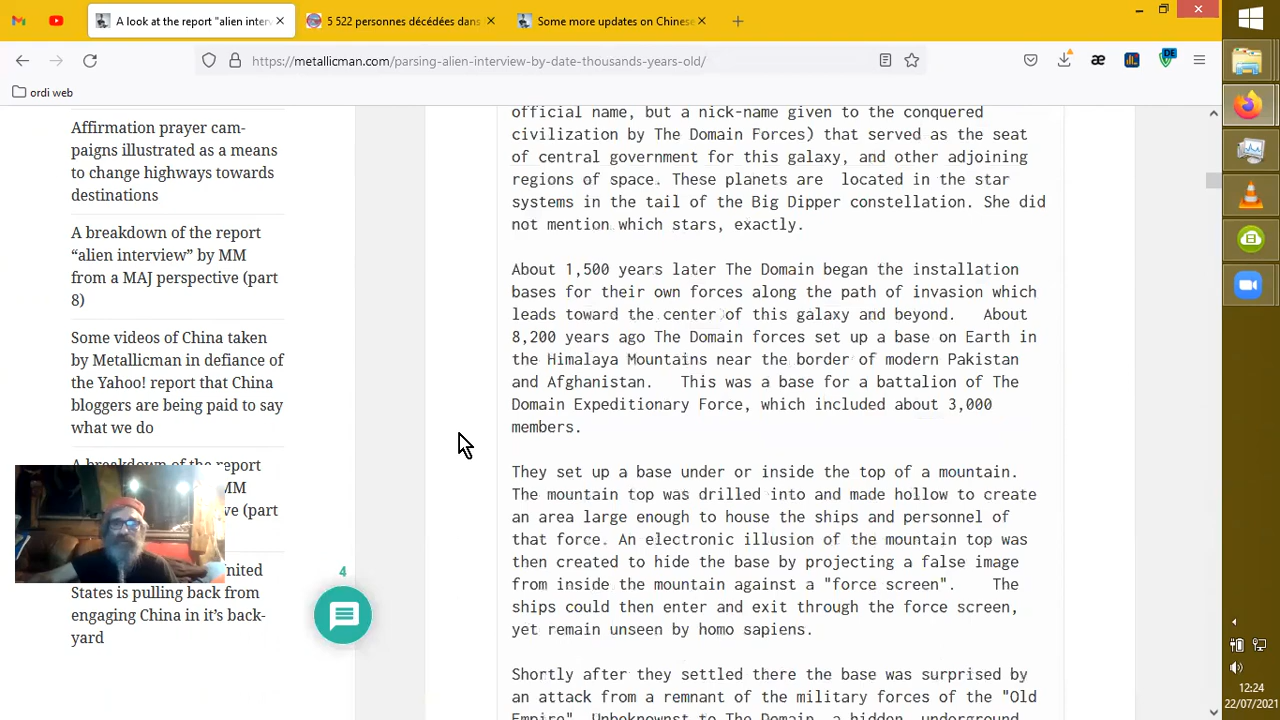 A look at the report "alien inter
5 522 personnes décédées dans
Some more updates on Chinese
https://metallicman.com/parsing-alien-interview-by-date-thousands-years-old/
DE
ordi web
Affirmation prayer cam-
paigns illustrated as a means
to change highways towards
destinations
A breakdown of the report
“alien interview” by MM
from a MAJ perspective (part
8)
Some videos of China taken
by Metallicman in defiance of
the Yahoo! report that China
bloggers are being paid to say
what we do
A breakdown of the report
MM
ve (part
United
States is pulling back from
engaging China in it’s back-
yard
4
official name, but a nick-name given to the conquered
civilization by The Domain Forces) that served as the seat
of central government for this galaxy, and other adjoining
regions of space. These planets are located in the star
systems in the tail of the Big Dipper constellation. She did
not mention which stars, exactly.
About 1,500 years later The Domain began the installation
bases for their own forces along the path of invasion which
leads toward the center of this galaxy and beyond. About
8,200 years ago The Domain forces set up a base on Earth in
the Himalaya Mountains near the border of modern Pakistan
and Afghanistan. This was a base for a battalion of The
Domain Expeditionary Force, which included about 3,000
members.
They set up a base under or inside the top of a mountain.
The mountain top was drilled into and made hollow to create
an area large enough to house the ships and personnel of
that force. An electronic illusion of the mountain top was
then created to hide the base by projecting a false image
from inside the mountain against a "force screen". The
ships could then enter and exit through the force screen,
yet remain unseen by homo sapiens.
Shortly after they settled there the base was surprised by
an attack from a remnant of the military forces of the "Old
Empire". Unbeknownst to The Domain, a hidden, underground
12:24
22/07/2021